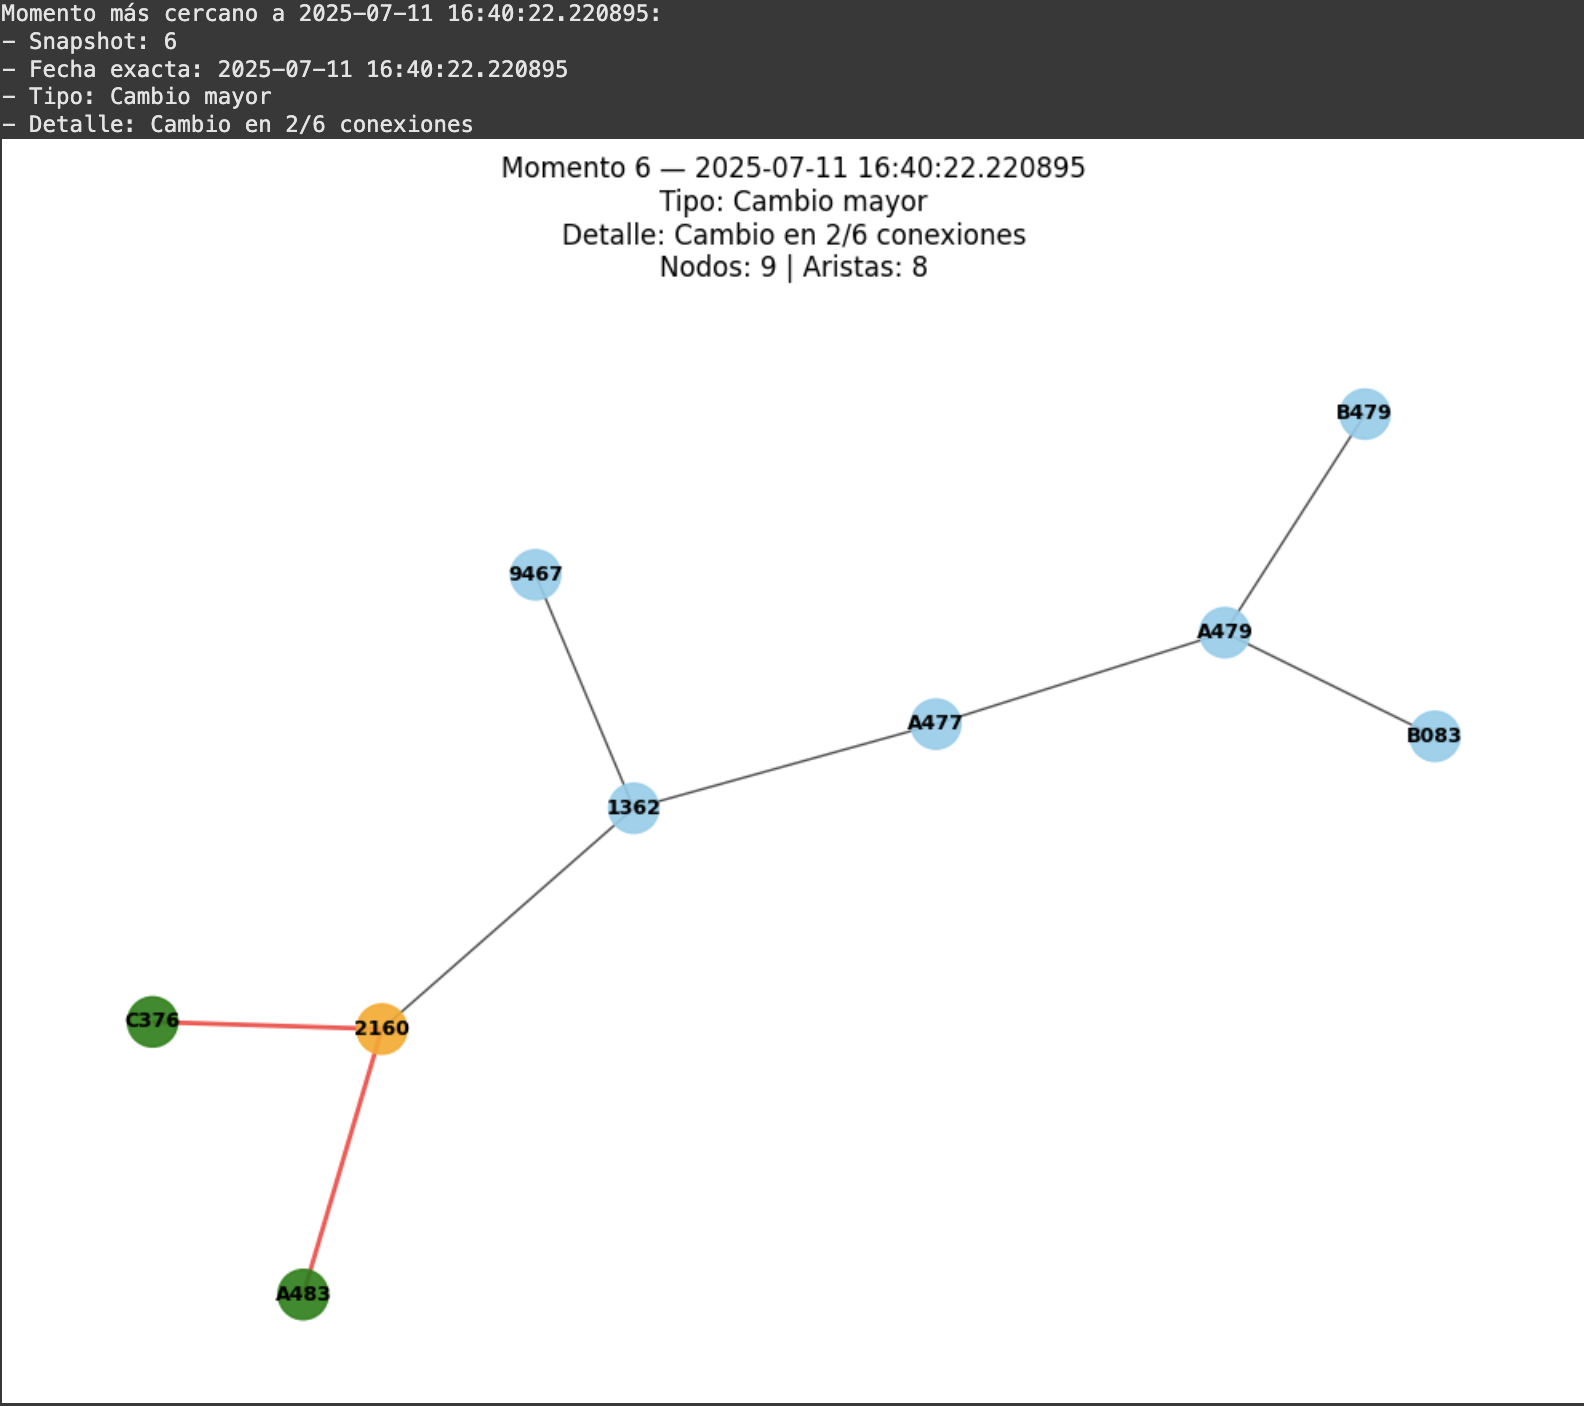 Momento más cercano a 2025-07-11 16:40:22.220895:
- Snapshot: 6
- Fecha exacta: 2025-07-11 16:40:22.220895
- Tipo: Cambio mayor
- Detalle: Cambio en 2/6 conexiones
Momento 6 — 2025-07-11 16:40:22.220895
Tipo: Cambio mayor
Detalle: Cambio en 2/6 conexiones
Nodos: 9 | Aristas: 8
B479
9467
A479
A477
B083
1362
C376
2160
A483